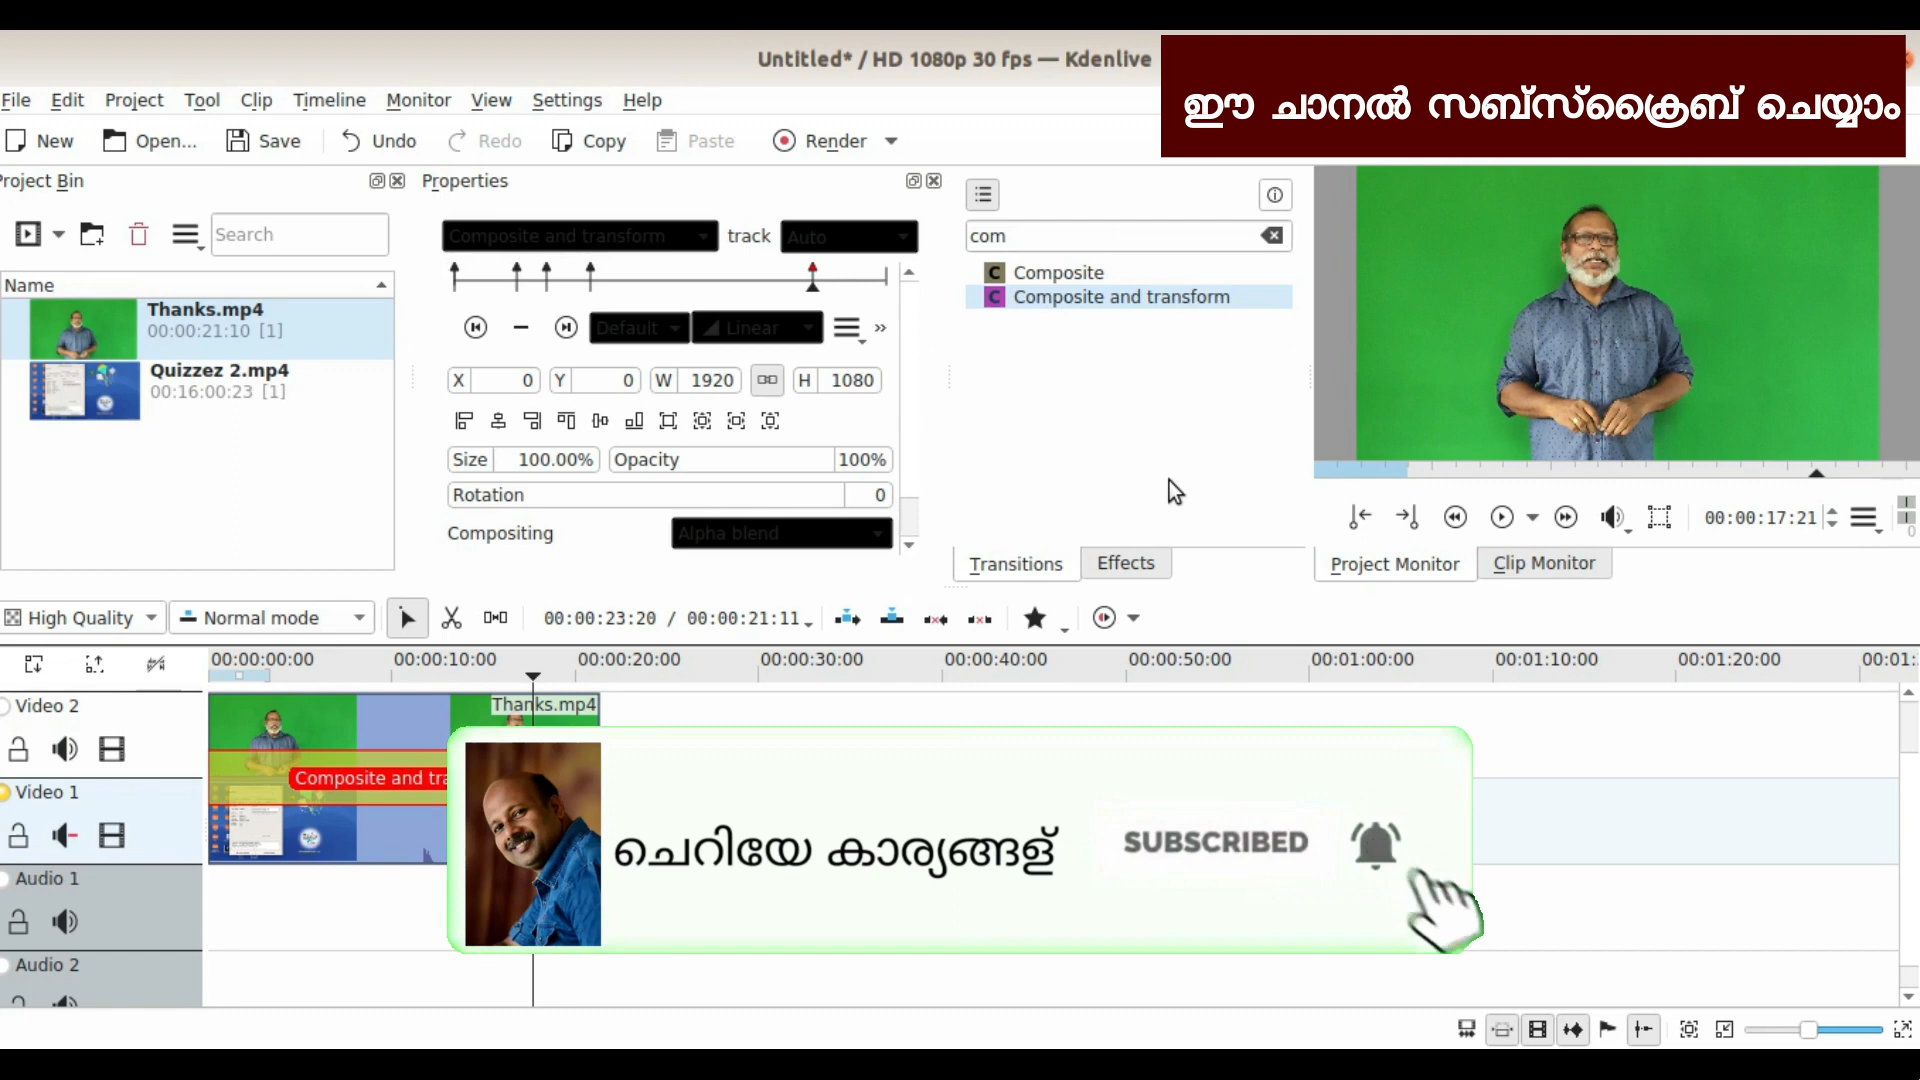 Untitled* / HD 1080p 30 fps — Kdenlive
ഈ ചാനൽ സബ്സ്ക്രൈബ് ചെയ്യാം
File Edit Project Tool Clip Timeline Monitor View Settings Help
New Open... Save Undo Redo Copy Paste Render
Project Bin
Search
Name
Thanks.mp4
00:00:21:10 [1]
Quizzez 2.mp4
00:16:00:23 [1]
Properties
Composite and transform track Auto
Default Linear
X 0 Y 0 W 1920 H 1080
Size 100.00% Opacity 100%
Rotation 0
Compositing Alpha blend
com
C Composite
C Composite and transform
Transitions Effects
00:00:17:21
0
Project Monitor Clip Monitor
High Quality Normal mode 00:00:23:20 / 00:00:21:11
00:00:00:00 00:00:10:00 00:00:20:00 00:00:30:00 00:00:40:00 00:00:50:00 00:01:00:00 00:01:10:00 00:01:20:00 00:01:
Video 2
Thanks.mp4
Composite and tra
Video 1
Audio 1
Audio 2
ചെറിയേ കാര്യങ്ങള് SUBSCRIBED